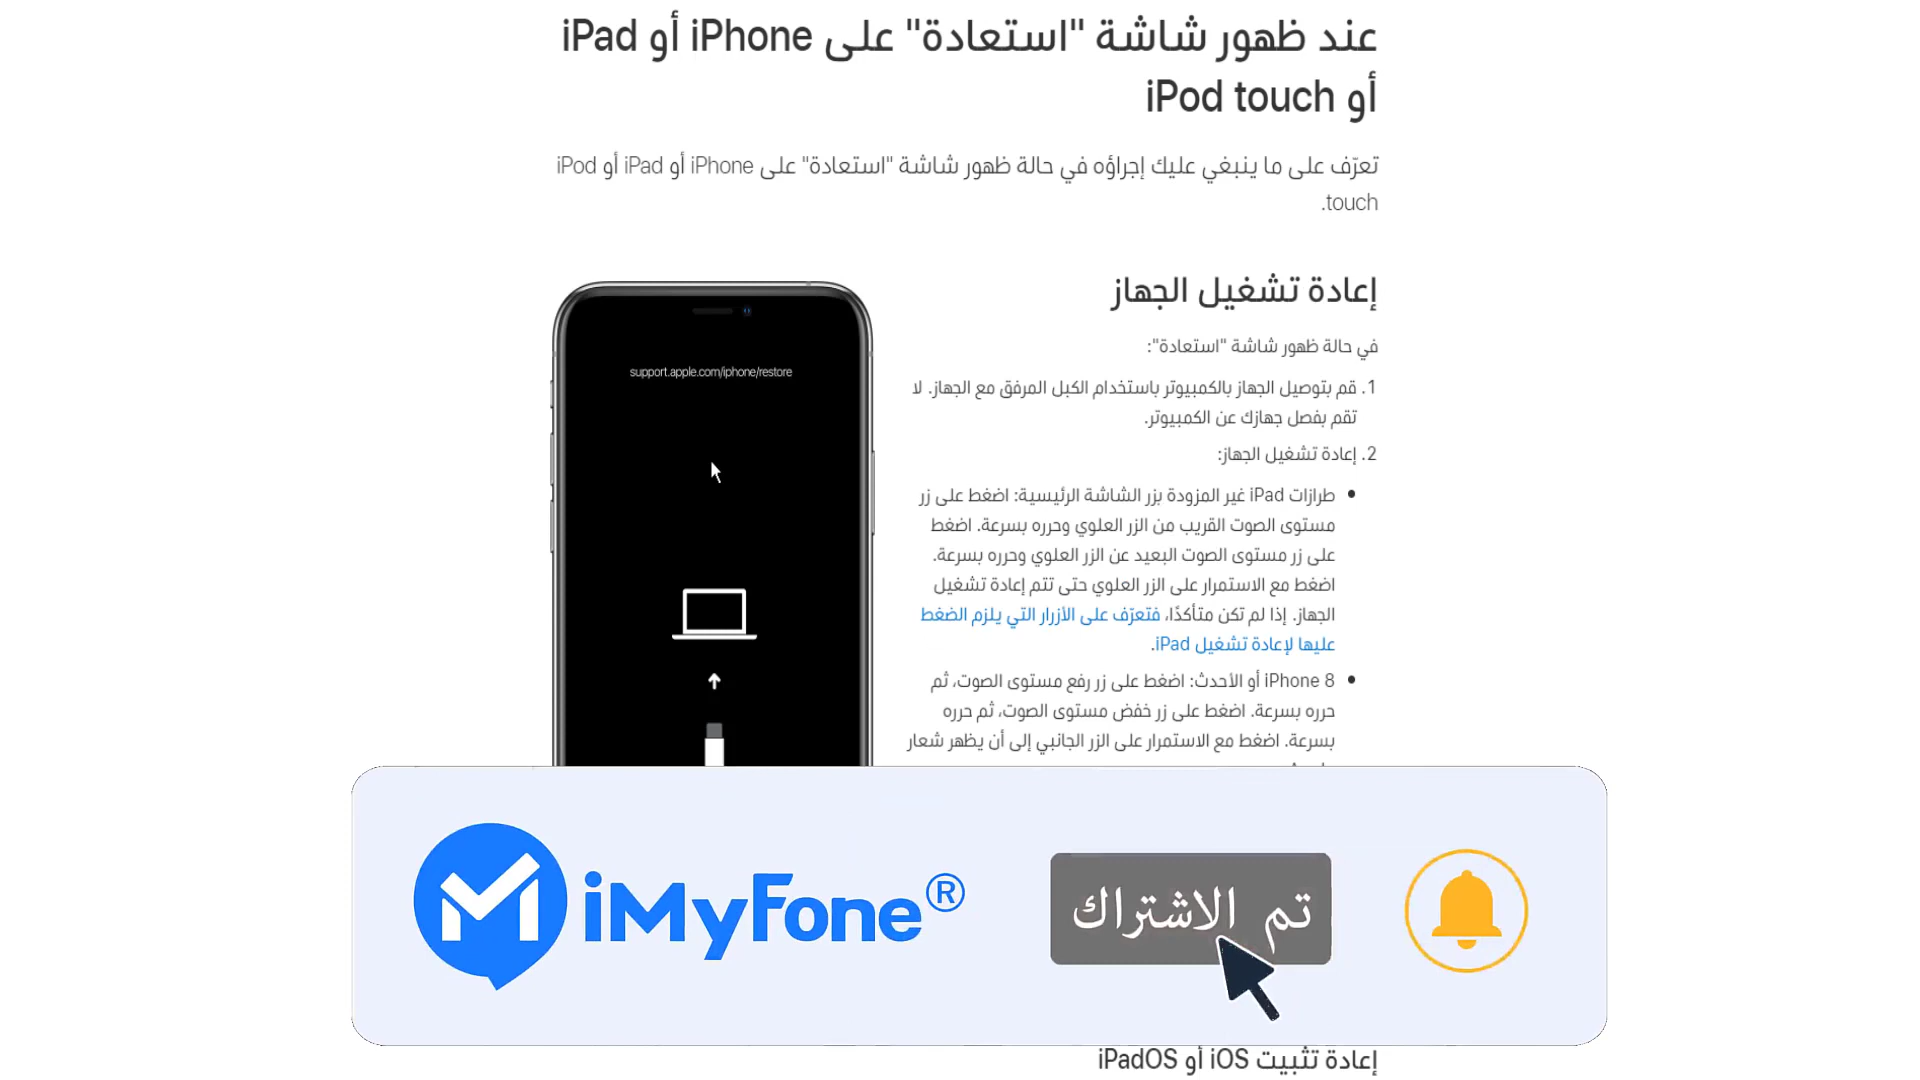 عند ظهور شاشة "استعادة" على iPhone أو iPad
أو iPod touch
تعرّف على ما ينبغي عليك إجراؤه في حالة ظهور شاشة "استعادة" على iPhone أو iPad أو iPod
touch.
إعادة تشغيل الجهاز
في حالة ظهور شاشة "استعادة":
1. قم بتوصيل الجهاز بالكمبيوتر باستخدام الكبل المرفق مع الجهاز. لا
تقم بفصل جهازك عن الكمبيوتر.
2. إعادة تشغيل الجهاز:
• طرازات iPad غير المزودة بزر الشاشة الرئيسية: اضغط على زر
مستوى الصوت القريب من الزر العلوي وحرره بسرعة. اضغط
على زر مستوى الصوت البعيد عن الزر العلوي وحرره بسرعة.
اضغط مع الاستمرار على الزر العلوي حتى تتم إعادة تشغيل
الجهاز. إذا لم تكن متأكدًا، فتعرّف على الأزرار التي يلزم الضغط
عليها لإعادة تشغيل iPad.
• iPhone 8 أو الأحدث: اضغط على زر رفع مستوى الصوت، ثم
حرره بسرعة. اضغط على زر خفض مستوى الصوت، ثم حرره
بسرعة. اضغط مع الاستمرار على الزر الجانبي إلى أن يظهر شعار
support.apple.com/iphone/restore
iMyFone®
تم الاشتراك
إعادة تثبيت iOS أو iPadOS